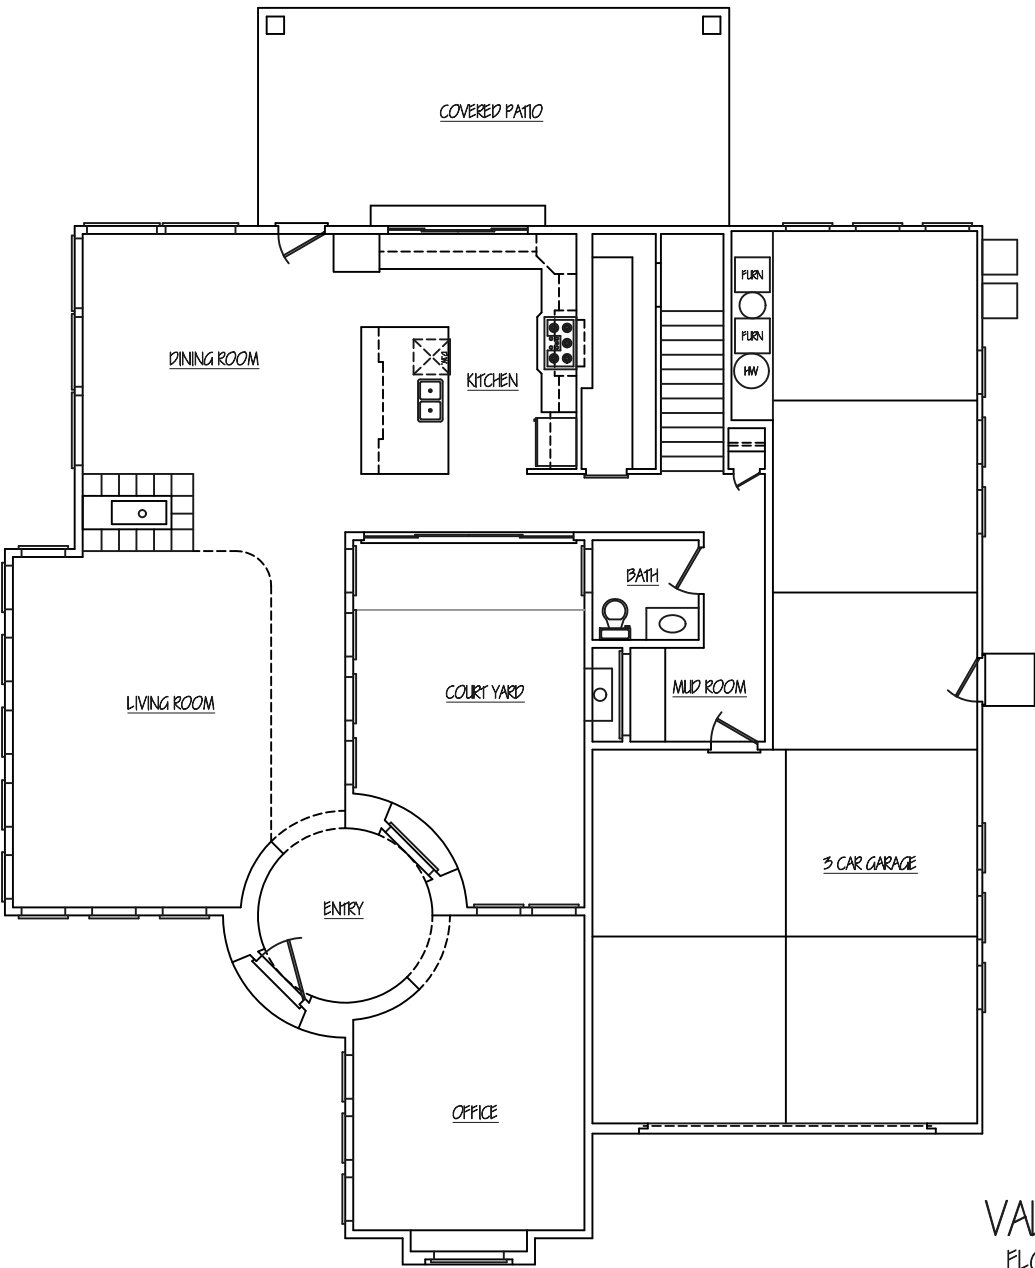 COVERED PATIO
FURN
FURN
DINING ROOM
HW
KITCHEN
DW
BATH
MUD ROOM
COURT YARD
LIVING ROOM
3 CAR GARAGE
ENTRY
OFFICE